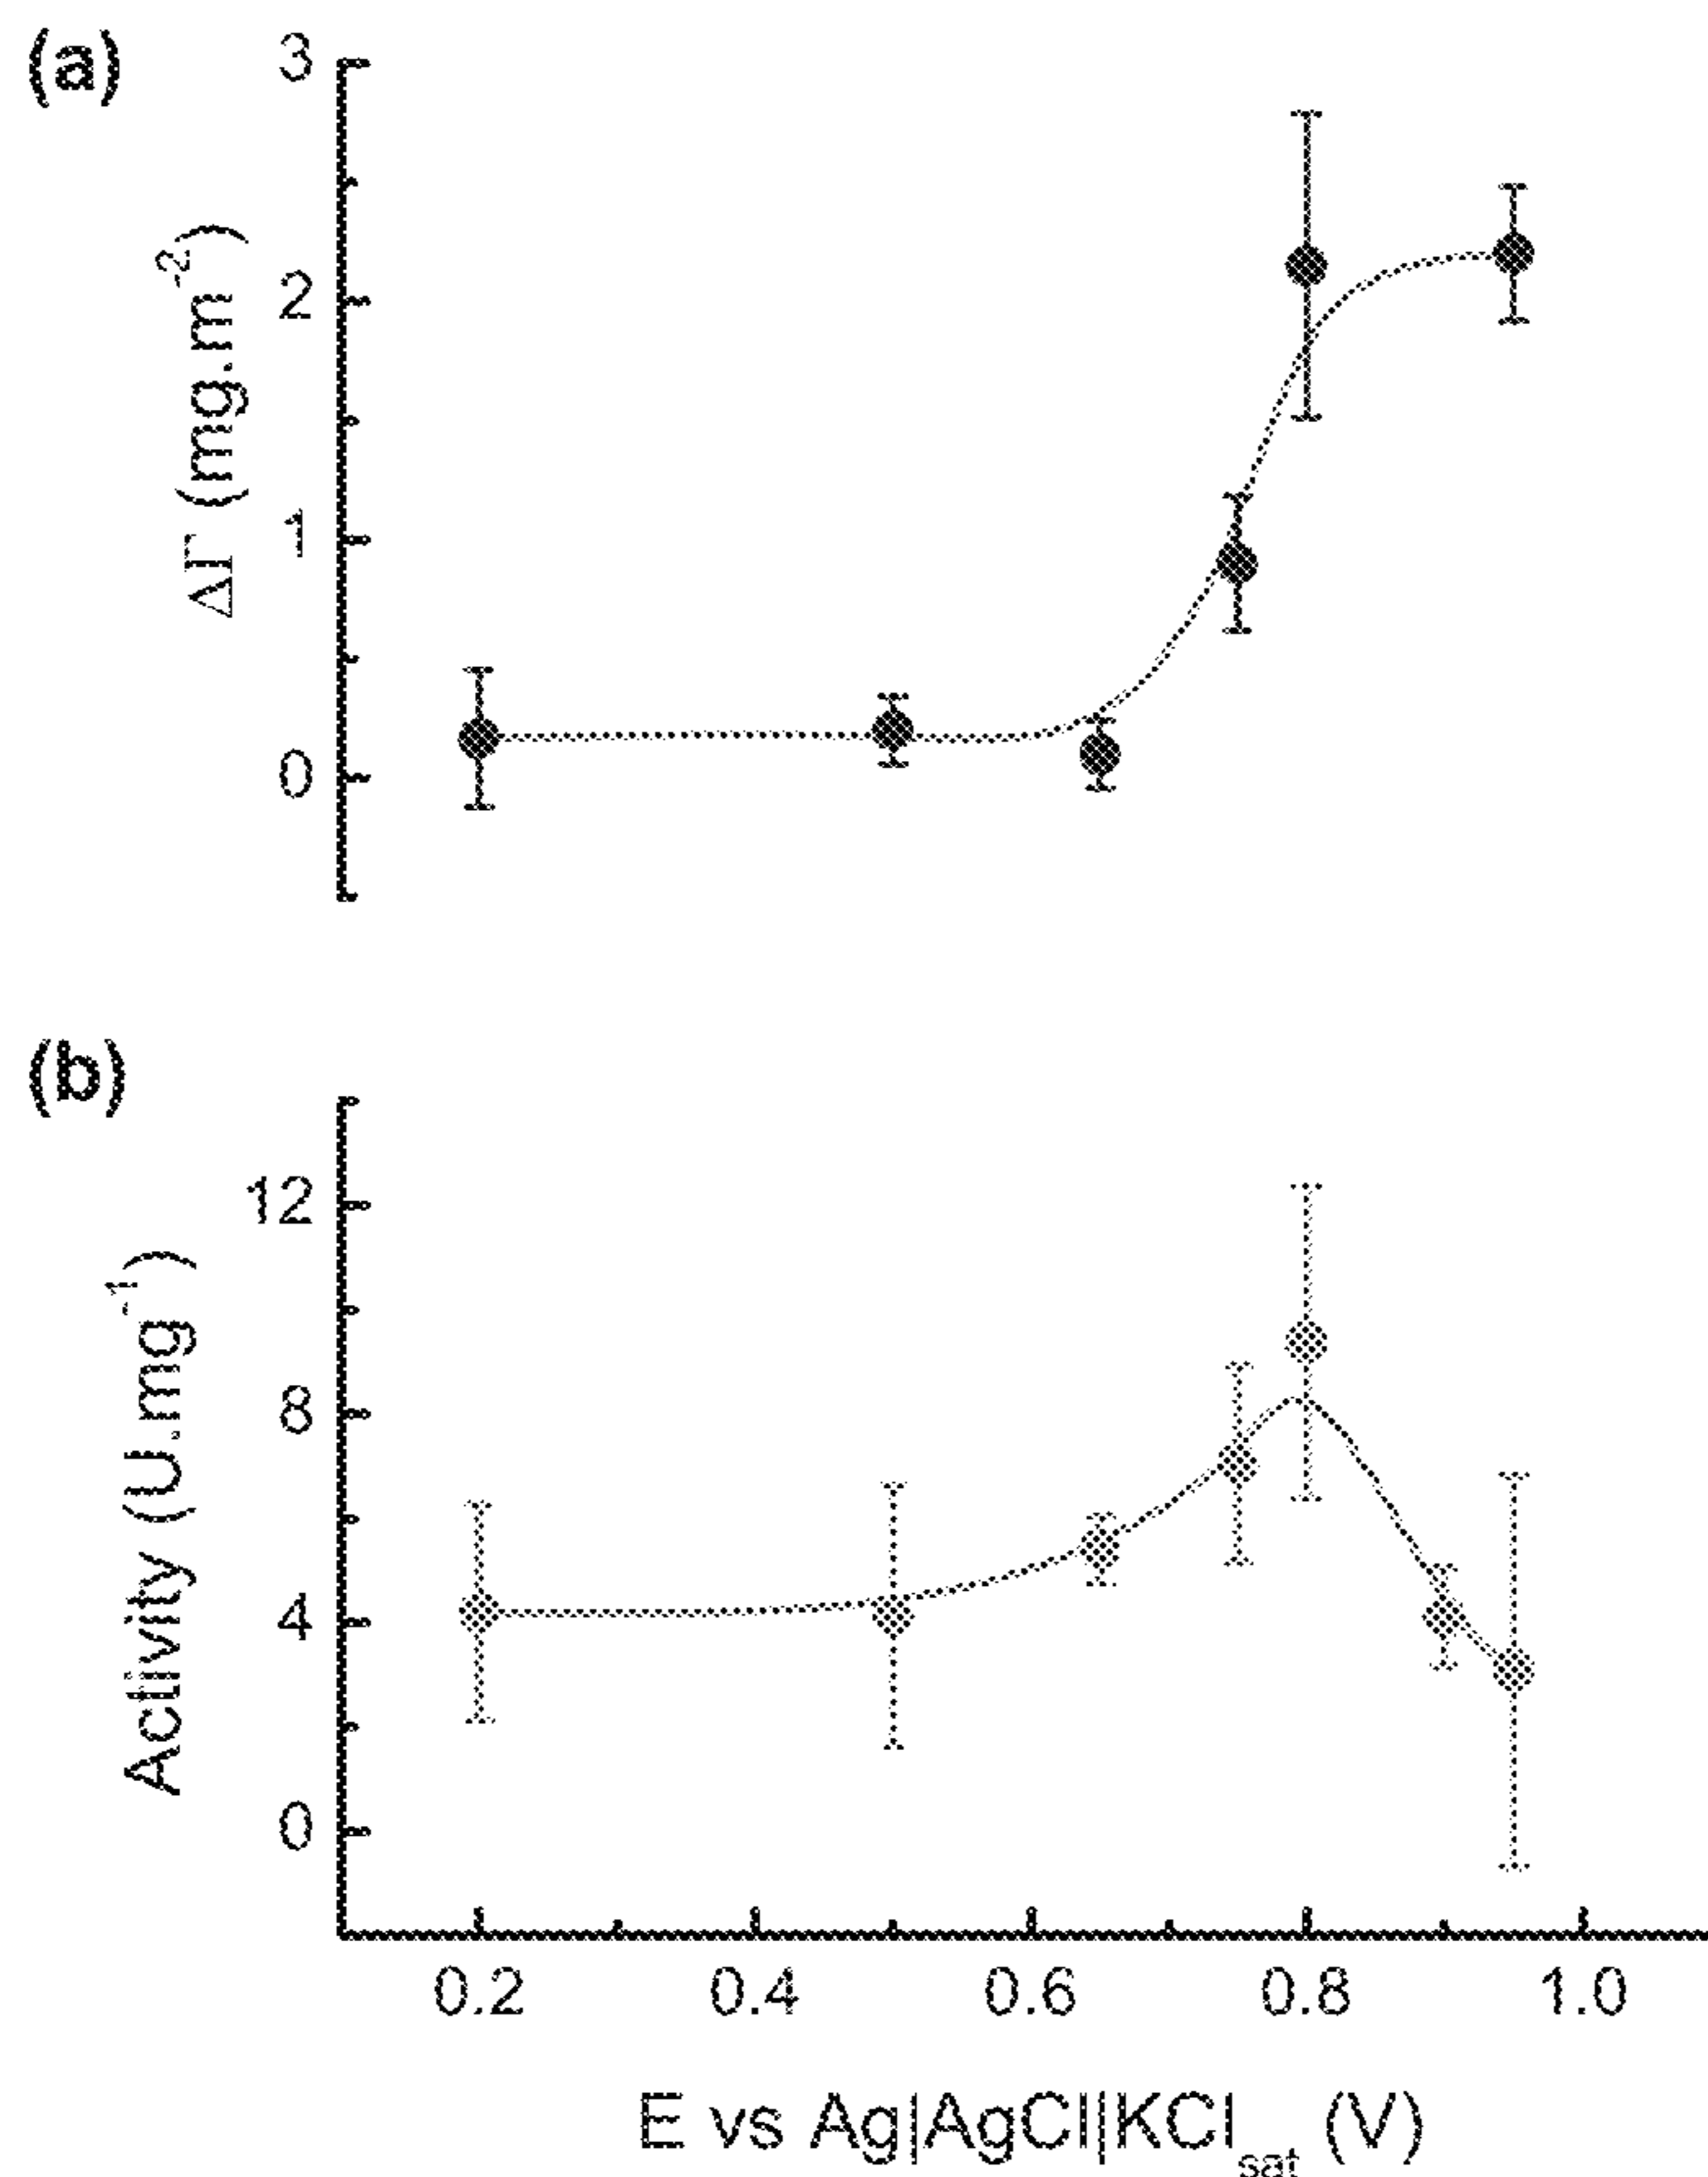 (a)
3
2
1
0
ΔΓ (mg.m⁻²)
(b)
12
8
4
0
Activity (U.mg⁻¹)
0.2 0.4 0.6 0.8 1.0
E vs Ag|AgCl|KClsat (V)